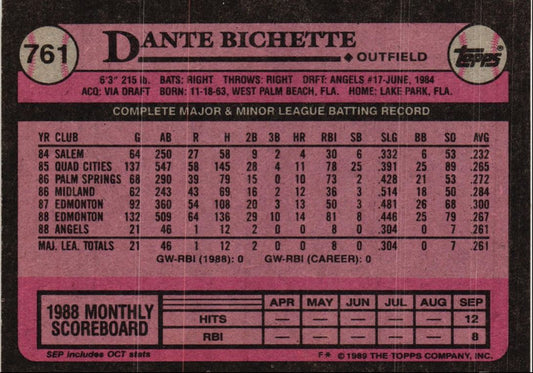 761
DANTE BICHETTE
OUTFIELD
Topps
6'3" 215 lb. BATS: RIGHT THROWS: RIGHT DRFT: ANGELS #17-JUNE, 1984
ACQ: VIA DRAFT BORN: 11-18-63, WEST PALM BEACH, FLA. HOME: LAKE PARK, FLA.
COMPLETE MAJOR & MINOR LEAGUE BATTING RECORD
YR CLUB G AB R H 2B 3B HR RBI SB SLG BB SO AVG
84 SALEM 64 250 27 58 9 2 4 30 6 .332 6 53 .232
85 QUAD CITIES 137 547 58 145 28 4 11 78 25 .391 25 89 .265
86 PALM SPRINGS 68 290 39 79 15 0 10 73 2 .428 21 53 .272
86 MIDLAND 62 243 43 69 16 2 12 36 3 .514 18 50 .284
87 EDMONTON 92 360 54 108 20 3 13 50 3 .481 26 68 .300
88 EDMONTON 132 509 64 136 29 10 14 81 8 .446 25 79 .267
88 ANGELS 21 46 1 12 2 0 0 8 0 .304 0 7 .261
MAJ. LEA. TOTALS 21 46 1 12 2 0 0 8 0 .304 0 7 .261
GW-RBI (1988): 0 GW-RBI (CAREER): 0
1988 MONTHLY SCOREBOARD
APR MAY JUN JUL AUG SEP
HITS – – – – – 12
RBI – – – – – 8
SEP includes OCT stats
F* © 1989 THE TOPPS COMPANY, INC.